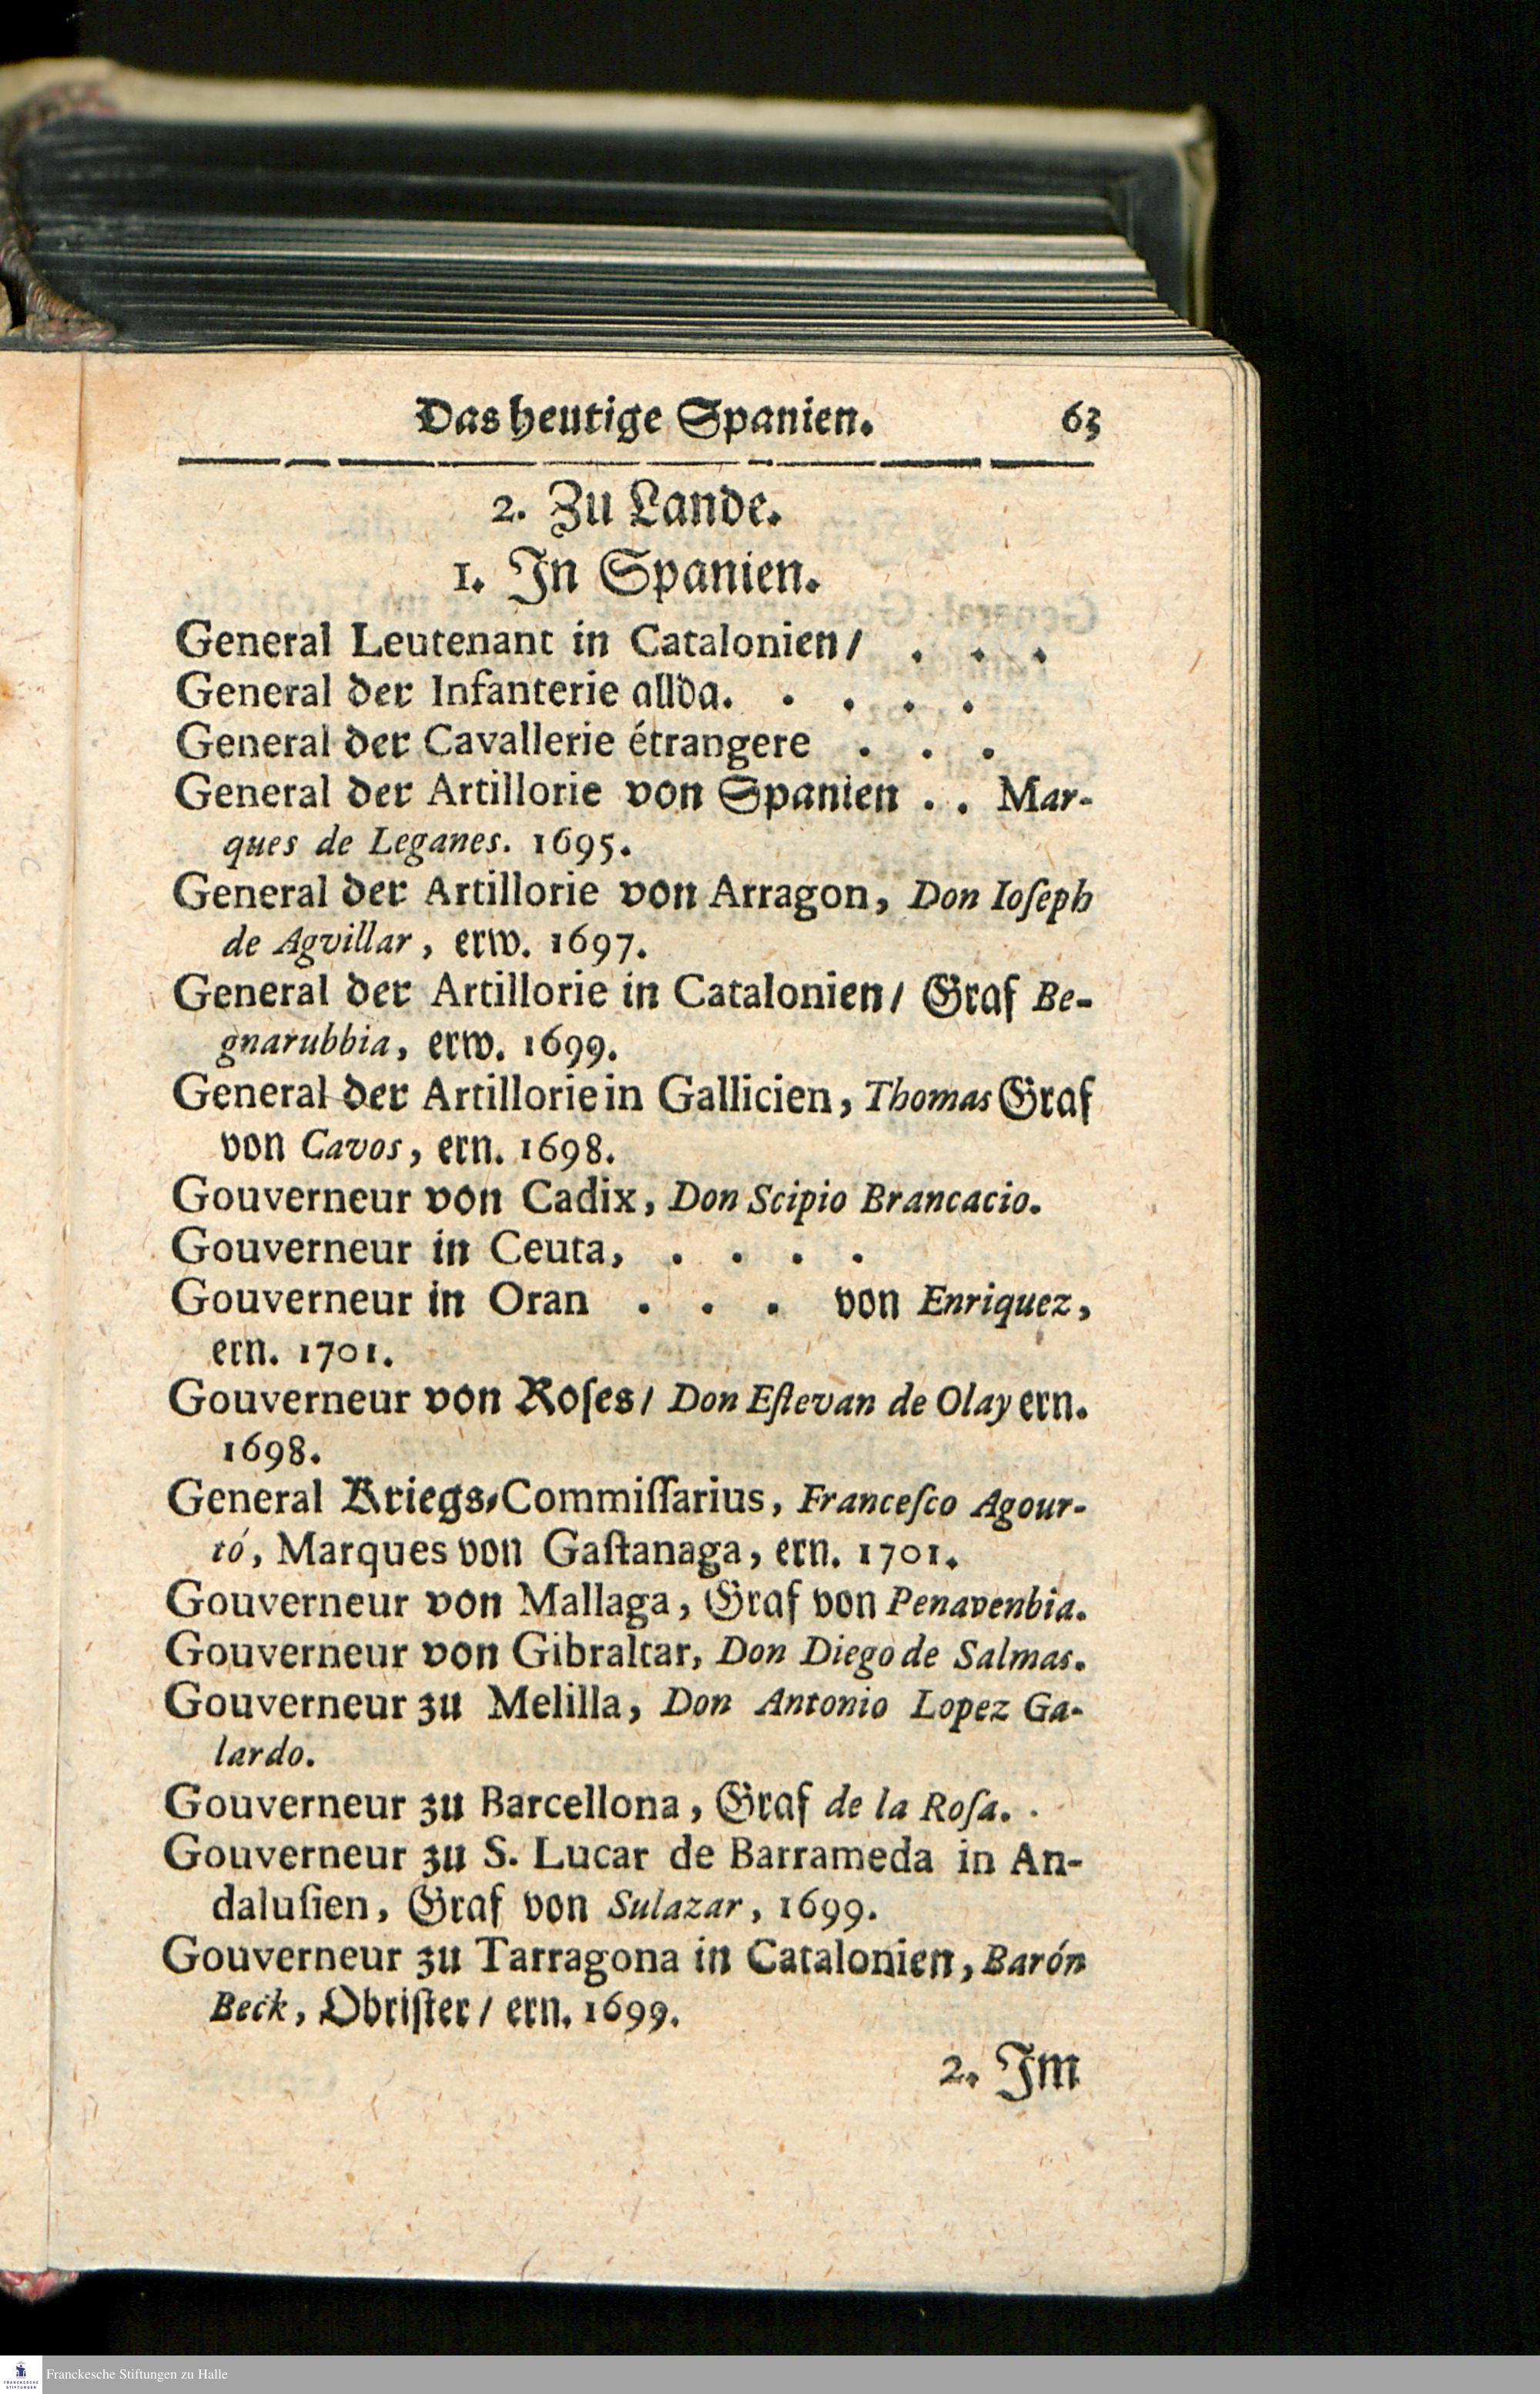 Das heutige Spanien. 63
2. Zu Lande.
1. In Spanien.
General Leutenant in Catalonien / . . .
General der Infanterie allda. . . . .
General der Cavallerie étrangere . . .
General der Artillorie von Spanien . . Mar-
ques de Leganes. 1695.
General der Artillorie von Arragon, Don Ioſeph
de Agvillar, erw. 1697.
General der Artillorie in Catalonien / Graf Be-
gnarubbia, erw. 1699.
General der Artillorie in Gallicien, Thomas Graf
von Cavos, ern. 1698.
Gouverneur von Cadix, Don Scipio Brancacio.
Gouverneur in Ceuta, . . . .
Gouverneur in Oran . . . von Enriquez,
ern. 1701.
Gouverneur von Roſes / Don Eſtevan de Olay ern.
1698.
General Kriegs-Commiſſarius, Franceſco Agour-
tó, Marques von Gaſtanaga, ern. 1701.
Gouverneur von Mallaga, Graf von Penavenbia.
Gouverneur von Gibraltar, Don Diego de Salmas.
Gouverneur zu Melilla, Don Antonio Lopez Ga-
lardo.
Gouverneur zu Barcellona, Graf de la Roſa. .
Gouverneur zu S. Lucar de Barrameda in An-
daluſien, Graf von Sulazar, 1699.
Gouverneur zu Tarragona in Catalonien, Barón
Beck, Obriſter / ern. 1699.
2. Im
FRANCKESCHE
STIFTUNGEN
Franckesche Stiftungen zu Halle